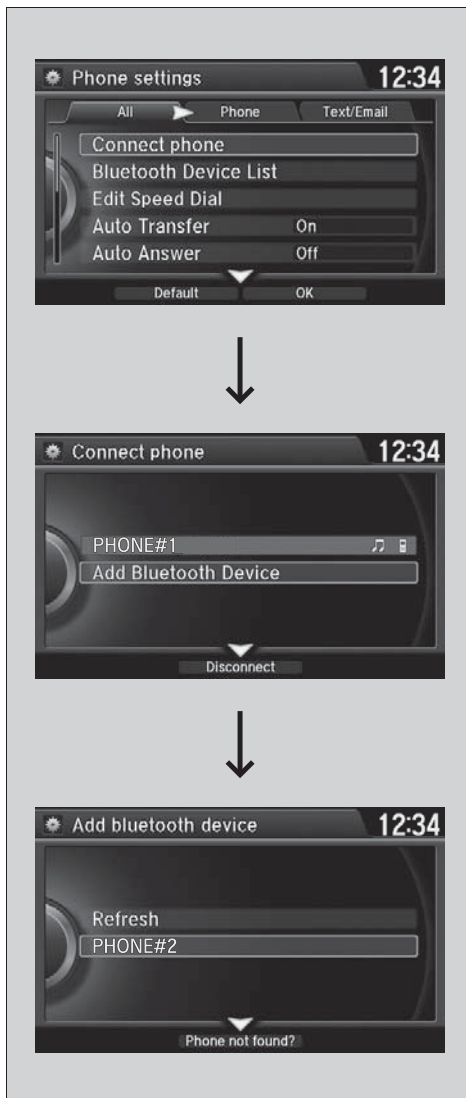 Phone settings 12:34
All Phone Text/Email
Connect phone
Bluetooth Device List
Edit Speed Dial
Auto Transfer On
Auto Answer Off
Default OK
Connect phone 12:34
PHONE#1
Add Bluetooth Device
Disconnect
Add bluetooth device 12:34
Refresh
PHONE#2
Phone not found?